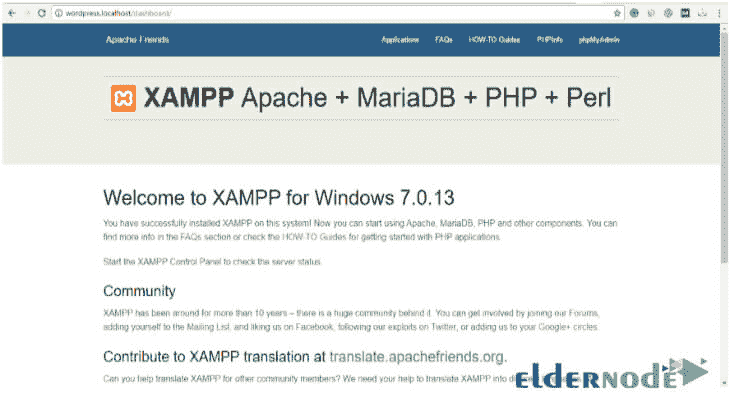 wordpress.localhost/dashboard/
Apache Friends
Applications FAQs HOW-TO Guides PHPInfo phpMyAdmin
XAMPP Apache + MariaDB + PHP + Perl
Welcome to XAMPP for Windows 7.0.13
You have successfully installed XAMPP on this system! Now you can start using Apache, MariaDB, PHP and other components. You can
find more info in the FAQs section or check the HOW-TO Guides for getting started with PHP applications.
Start the XAMPP Control Panel to check the server status.
Community
XAMPP has been around for more than 10 years – there is a huge community behind it. You can get involved by joining our Forums,
adding yourself to the Mailing List, and liking us on Facebook, following our exploits on Twitter, or adding us to your Google+ circles.
Contribute to XAMPP translation at translate.apachefriends.org.
Can you help translate XAMPP for other community members? We need your help to translate XAMPP into
ELDERNODE